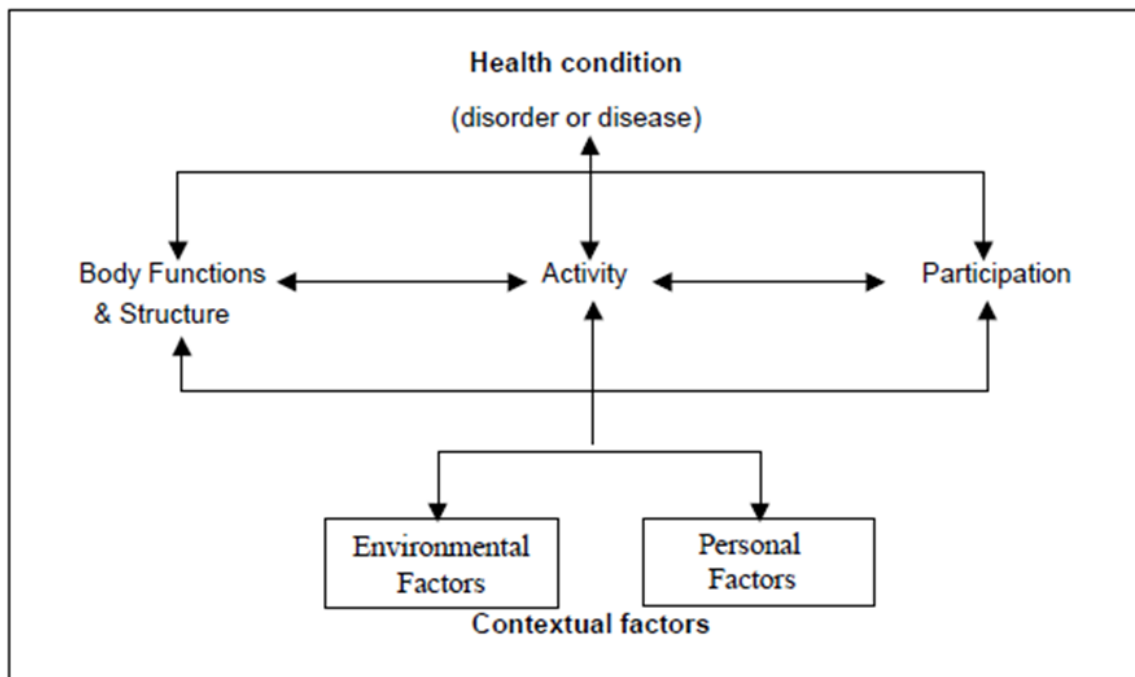 Health condition
(disorder or disease)
Body Functions
& Structure
Activity
Participation
Environmental
Factors
Personal
Factors
Contextual factors